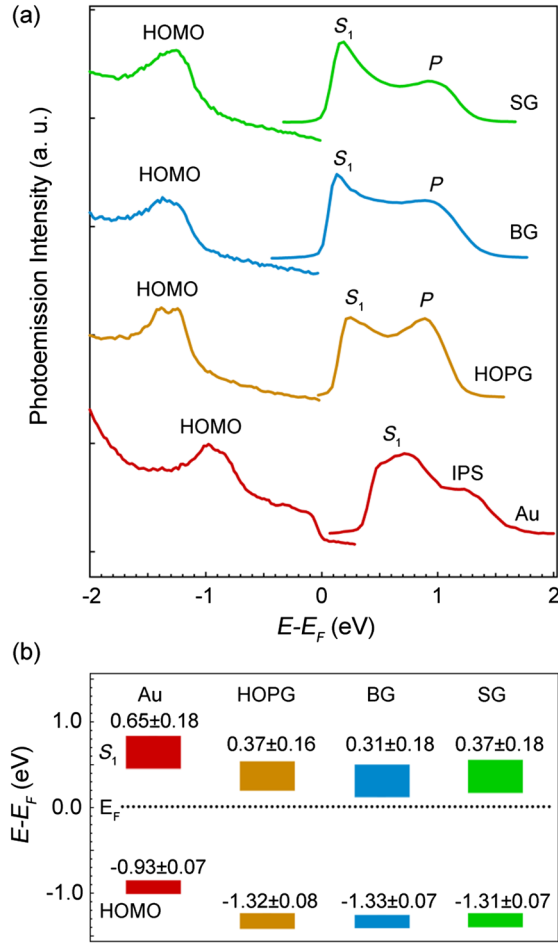 (a)
HOMO
S1
P
SG
HOMO
S1
P
BG
HOMO
S1
P
HOPG
HOMO
S1
IPS
Au
Photoemission Intensity (a. u.)
-2 -1 0 1 2
E-EF (eV)
(b)
Au HOPG BG SG
0.65±0.18
0.37±0.16 0.31±0.18 0.37±0.18
S1
EF
-0.93±0.07
-1.32±0.08 -1.33±0.07 -1.31±0.07
HOMO
1.0
0.0
-1.0
E-EF (eV)